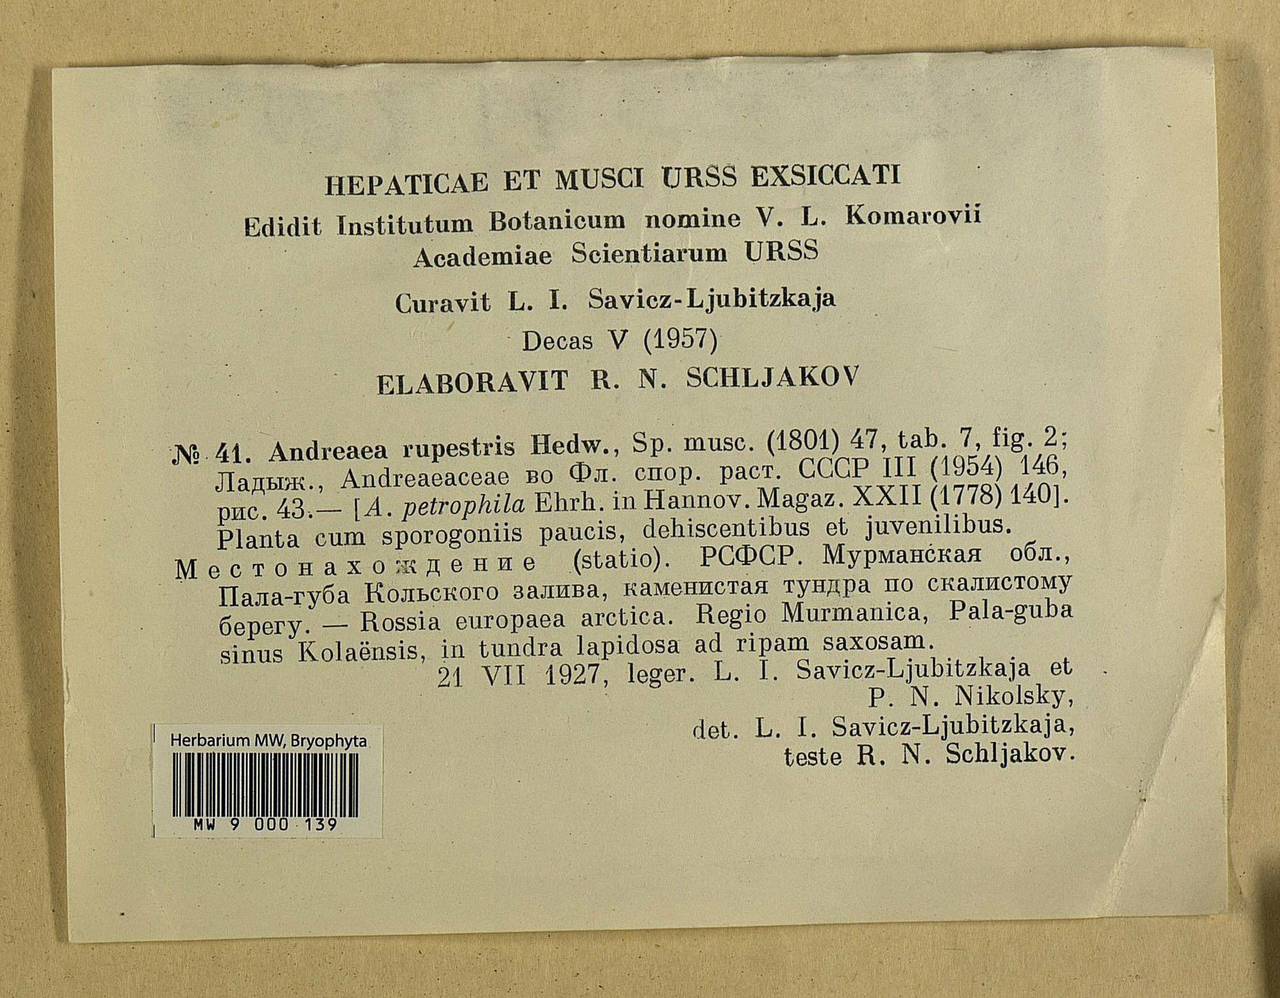 HEPATICAE ET MUSCI URSS EXSICCATI
Edidit Institutum Botanicum nomine V. L. Komarovii
Academiae Scientiarum URSS
Curavit L. I. Savicz-Ljubitzkaja
Decas V (1957)
ELABORAVIT R. N. SCHLJAKOV
№ 41. Andreaea rupestris Hedw., Sp. musc. (1801) 47, tab. 7, fig. 2;
Ладыж., Andreaeaceae во Фл. спор. раст. СССР III (1954) 146,
рис. 43.— [A. petrophila Ehrh. in Hannov. Magaz. XXII (1778) 140].
Planta cum sporogoniis paucis, dehiscentibus et juvenilibus.
Местонахождение (statio). РСФСР. Мурманская обл.,
Пала-губа Кольского залива, каменистая тундра по скалистому
берегу. — Rossia europaea arctica. Regio Murmanica, Pala-guba
sinus Kolaënsis, in tundra lapidosa ad ripam saxosam.
21 VII 1927, leger. L. I. Savicz-Ljubitzkaja et
P. N. Nikolsky,
det. L. I. Savicz-Ljubitzkaja,
teste R. N. Schljakov.
Herbarium MW, Bryophyta
MW 9 000 139